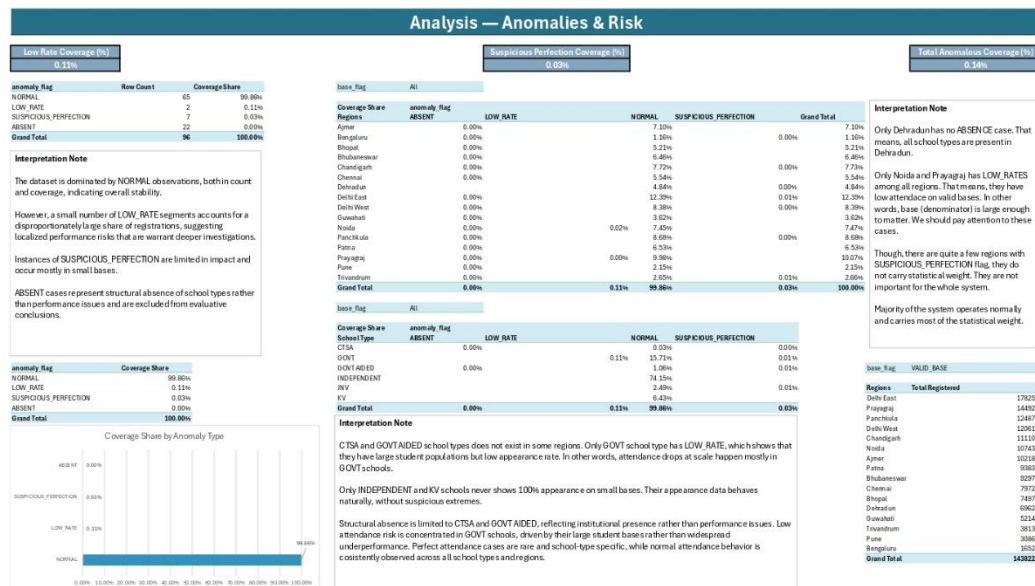 Analysis — Anomalies & Risk
Low Rate Coverage (%)
0.11%
Suspicious Perfection Coverage (%)
0.03%
Total Anomalous Coverage (%)
0.14%
anomaly_flag Row Count Coverage Share
NORMAL 65 99.86%
LOW_RATE 2 0.11%
SUSPICIOUS_PERFECTION 7 0.03%
ABSENT 22 0.00%
Grand Total 96 100.00%
Interpretation Note
The dataset is dominated by NORMAL observations, both in count
and coverage, indicating overall stability.
However, a small number of LOW_RATE segments accounts for a
disproportionately large share of registrations, suggesting
localized performance risks that are warrant deeper investigations.
Instances of SUSPICIOUS_PERFECTION are limited in impact and
occur mostly in small bases.
ABSENT cases represent structural absence of school types rather
than performance issues and are excluded from evaluative
conclusions.
anomaly_flag Coverage Share
NORMAL 99.86%
LOW_RATE 0.11%
SUSPICIOUS_PERFECTION 0.03%
ABSENT 0.00%
Grand Total 100.00%
Coverage Share by Anomaly Type
ABSENT 0.00%
SUSPICIOUS_PERFECTION 0.03%
LOW_RATE 0.11%
NORMAL 99.86%
0.00% 10.00% 20.00% 30.00% 40.00% 50.00% 60.00% 70.00% 80.00% 90.00% 100.00%
base_flag All
Coverage Share anomaly_flag
Regions ABSENT LOW_RATE NORMAL SUSPICIOUS_PERFECTION Grand Total
Ajmer 0.00% 7.10% 7.10%
Bengaluru 0.00% 1.16% 0.00% 1.16%
Bhopal 0.00% 5.21% 5.21%
Bhubaneswar 0.00% 6.46% 6.46%
Chandigarh 0.00% 7.72% 0.00% 7.73%
Chennai 0.00% 5.54% 5.54%
Dehradun 4.84% 0.00% 4.84%
Delhi East 0.00% 12.39% 0.01% 12.39%
Delhi West 0.00% 8.38% 0.00% 8.39%
Guwahati 0.00% 3.62% 3.62%
Noida 0.00% 0.02% 7.45% 7.47%
Panchkula 0.00% 8.68% 0.00% 8.68%
Patna 0.00% 6.53% 6.53%
Prayagraj 0.00% 0.09% 9.98% 10.07%
Pune 0.00% 2.15% 2.15%
Trivandrum 0.00% 2.65% 0.01% 2.66%
Grand Total 0.00% 0.11% 99.86% 0.03% 100.00%
base_flag All
Coverage Share anomaly_flag
School Type ABSENT LOW_RATE NORMAL SUSPICIOUS_PERFECTION
CTSA 0.00% 0.03% 0.00%
GOVT 0.11% 15.71% 0.01%
GOVT AIDED 0.00% 1.06% 0.01%
INDEPENDENT 74.15%
JNV 2.49% 0.01%
KV 6.43%
Grand Total 0.00% 0.11% 99.86% 0.03%
Interpretation Note
CTSA and GOVT AIDED school types does not exist in some regions. Only GOVT school type has LOW_RATE, which shows that
they have large student populations but low appearance rate. In other words, attendance drops at scale happen mostly in
GOVT schools.
Only INDEPENDENT and KV schools never shows 100% appearance on small bases. Their appearance data behaves
naturally, without suspicious extremes.
Structural absence is limited to CTSA and GOVT AIDED, reflecting institutional presence rather than performance issues. Low
attendance risk is concentrated in GOVT schools, driven by their large student bases rather than widespread
underperformance. Perfect attendance cases are rare and school-type specific, while normal attendance behavior is
cosistently observed across all school types and regions.
Interpretation Note
Only Dehradun has no ABSENCE case. That
means, all school types are present in
Dehradun.
Only Noida and Prayagraj has LOW_RATES
among all regions. That means, they have
low attendace on valid bases. In other
words, base (denominator) is large enough
to matter. We should pay attention to these
cases.
Though, there are quite a few regions with
SUSPICIOUS_PERFECTION flag, they do
not carry statistical weight. They are not
important for the whole system.
Majority of the system operates normally
and carries most of the statistical weight.
base_flag VALID_BASE
Regions Total Registered
Delhi East 17825
Prayagraj 14492
Panchkula 12487
Delhi West 12061
Chandigarh 11110
Noida 10743
Ajmer 10218
Patna 9383
Bhubaneswar 9297
Chennai 7972
Bhopal 7497
Dehradun 6962
Guwahati 5214
Trivandrum 3813
Pune 3086
Bengaluru 1652
Grand Total 143822